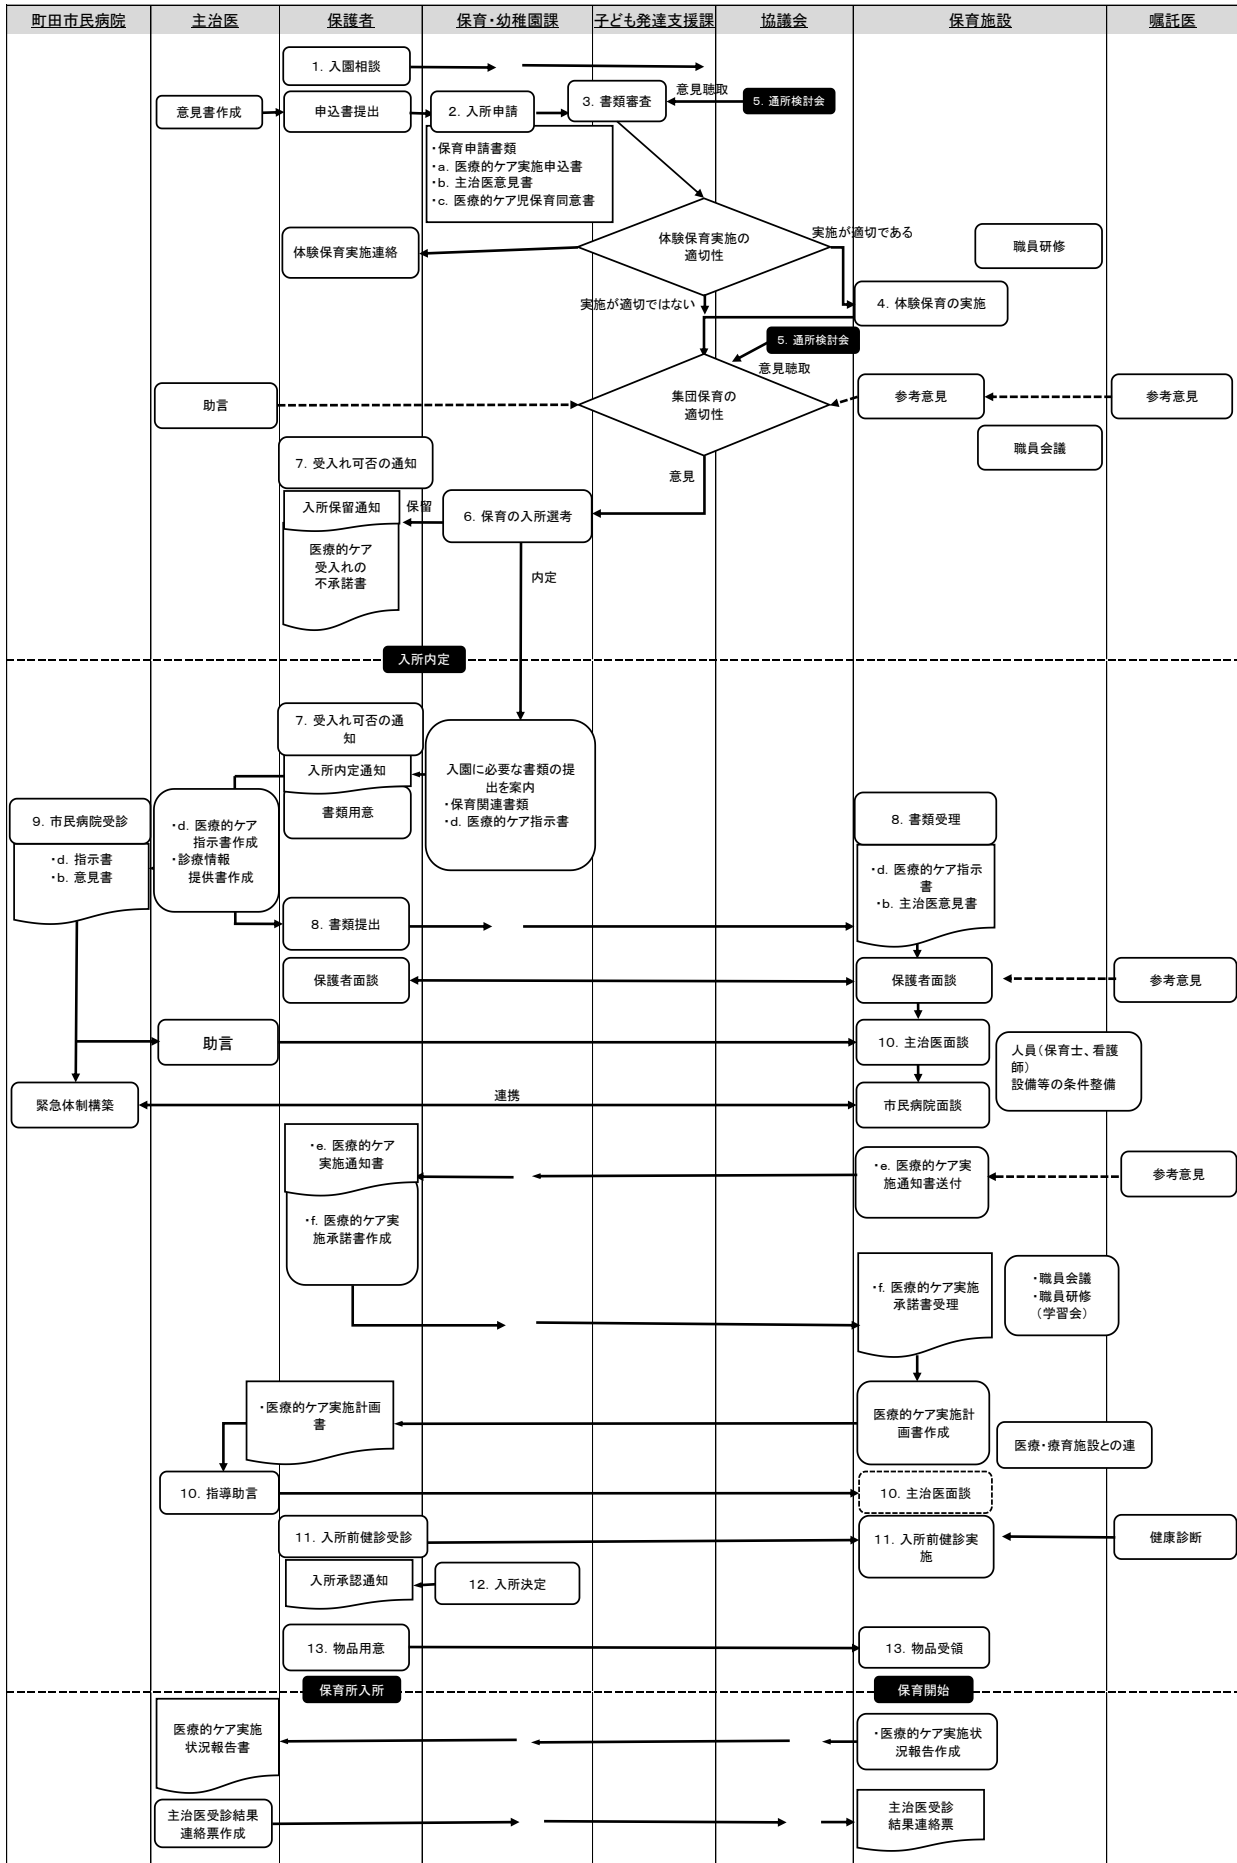 町田市民病院
主治医
保護者
保育・幼稚園課
子ども発達支援課
協議会
保育施設
嘱託医
1. 入園相談
意見書作成
申込書提出
2. 入所申請
3. 書類審査
意見聴取
5. 通所検討会
・保育申請書類
・a. 医療的ケア実施申込書
・b. 主治医意見書
・c. 医療的ケア児保育同意書
体験保育実施連絡
体験保育実施の
適切性
実施が適切である
職員研修
実施が適切ではない
4. 体験保育の実施
5. 通所検討会
意見聴取
助言
集団保育の
適切性
参考意見
参考意見
職員会議
7. 受入れ可否の通知
意見
入所保留通知
保留
6. 保育の入所選考
医療的ケア
受入れの
不承諾書
内定
入所内定
7. 受入れ可否の通
知
入所内定通知
書類用意
入園に必要な書類の提
出を案内
・保育関連書類
・d. 医療的ケア指示書
9. 市民病院受診
・d. 指示書
・b. 意見書
・d. 医療的ケア
指示書作成
・診療情報
提供書作成
8. 書類受理
・d. 医療的ケア指示
書
・b. 主治医意見書
8. 書類提出
保護者面談
保護者面談
参考意見
助言
10. 主治医面談
人員(保育士、看護
師)
設備等の条件整備
緊急体制構築
連携
市民病院面談
・e. 医療的ケア
実施通知書
・e. 医療的ケア実
施通知書送付
参考意見
・f. 医療的ケア実
施承諾書作成
・f. 医療的ケア実施
承諾書受理
・職員会議
・職員研修
(学習会)
・医療的ケア実施計画
書
医療的ケア実施計
画書作成
医療・療育施設との連
10. 指導助言
10. 主治医面談
11. 入所前健診受診
11. 入所前健診実
施
健康診断
入所承認通知
12. 入所決定
13. 物品用意
13. 物品受領
保育所入所
保育開始
医療的ケア実施
状況報告書
・医療的ケア実施状
況報告作成
主治医受診結果
連絡票作成
主治医受診
結果連絡票